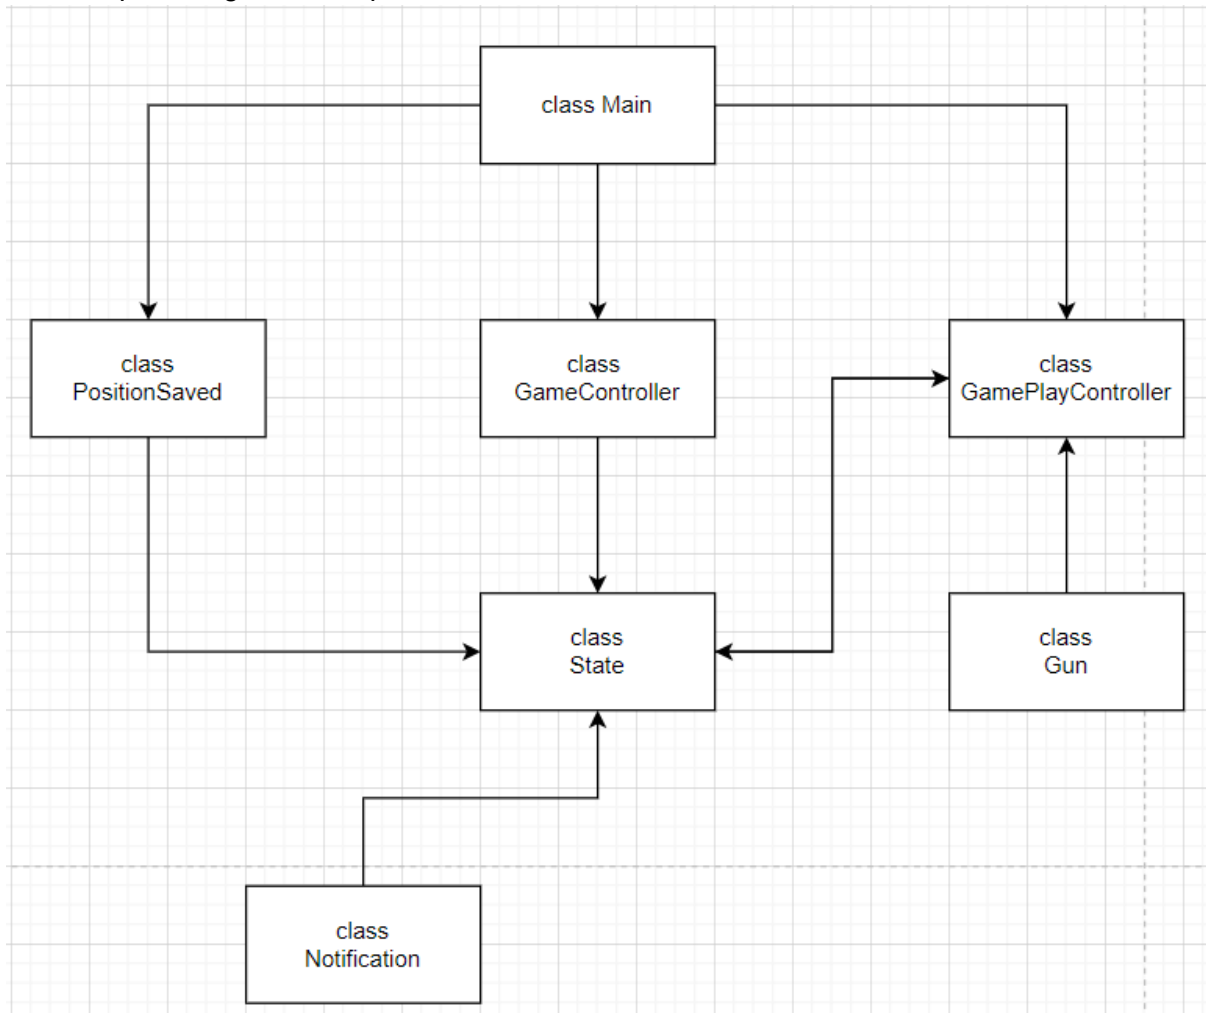 class Main
class
PositionSaved
class
GameController
class
GamePlayController
class
State
class
Gun
class
Notification